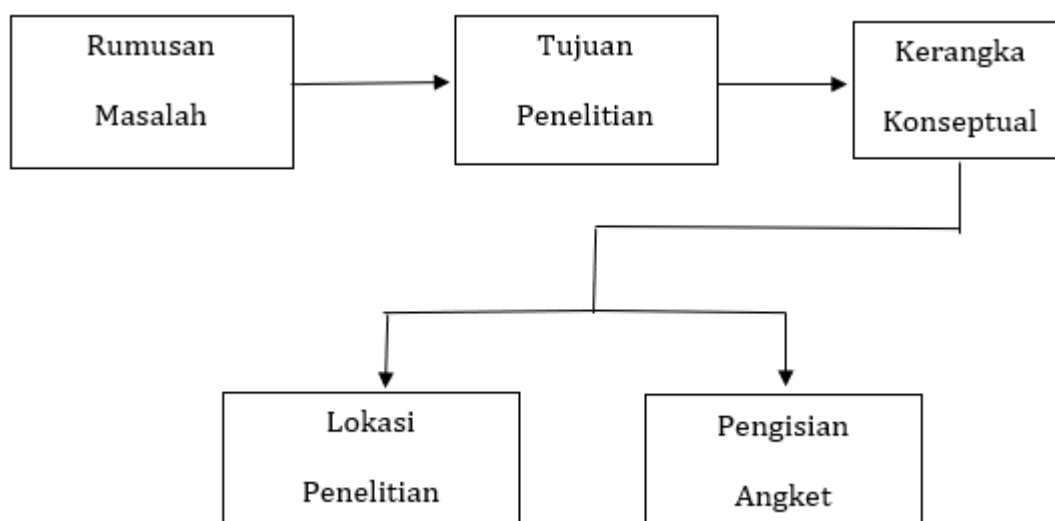 Rumusan
Masalah
Tujuan
Penelitian
Kerangka
Konseptual
Lokasi
Penelitian
Pengisian
Angket